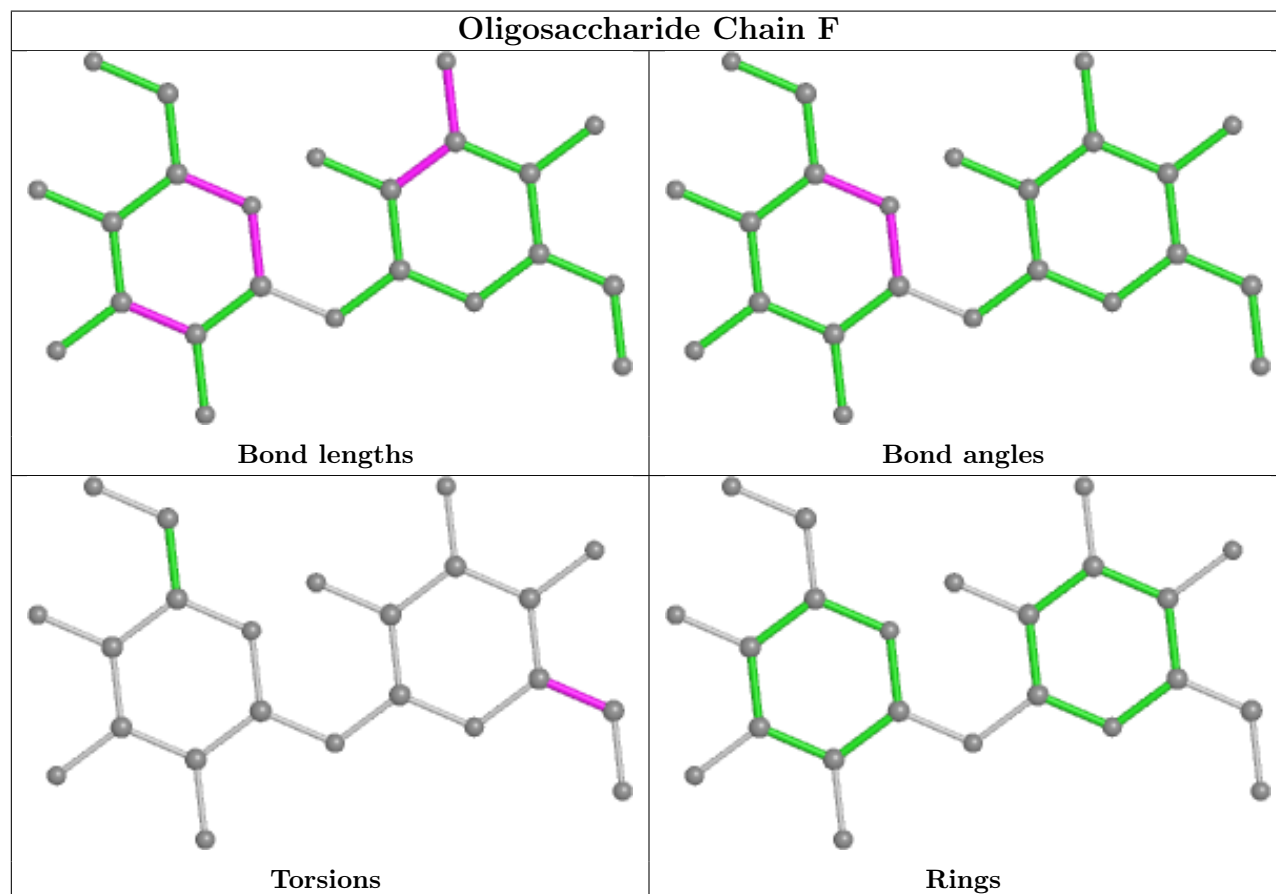 Oligosaccharide Chain F
Bond lengths
Bond angles
Torsions
Rings